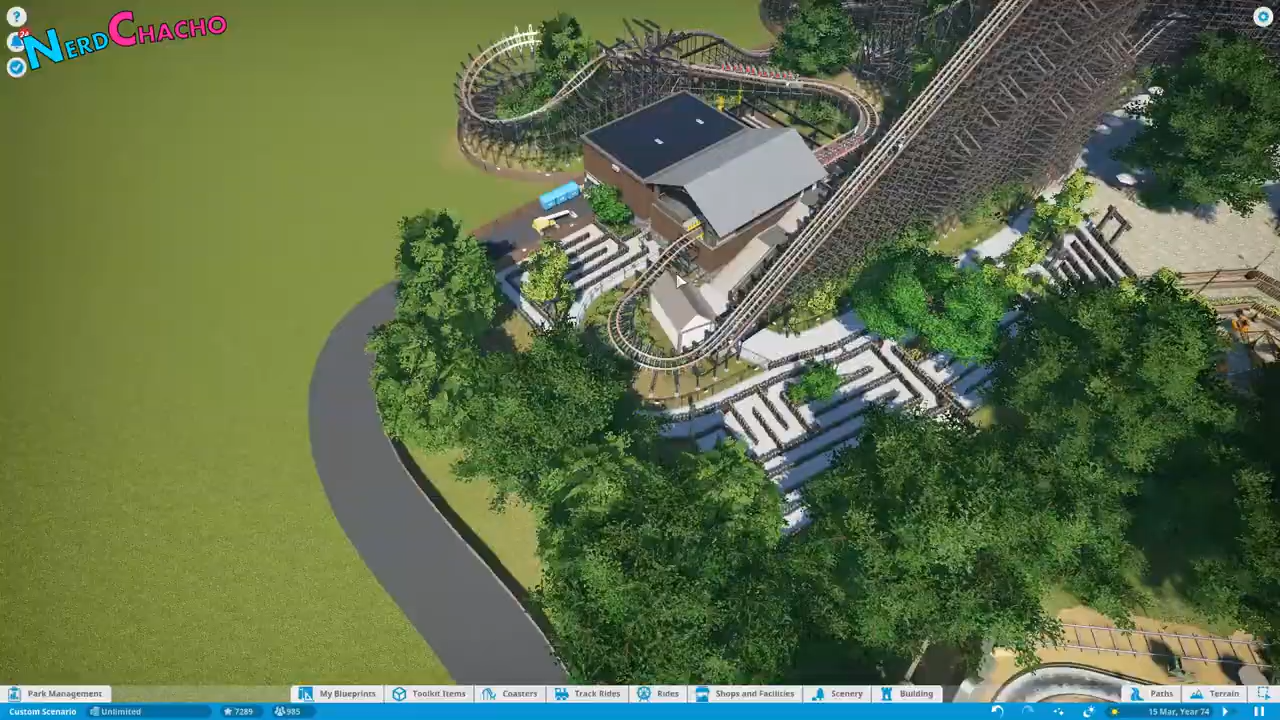 ?
24
NERDCHACHO
Park Management
My Blueprints
Toolkit Items
Coasters
Track Rides
Rides
Shops and Facilities
Scenery
Building
Paths
Terrain
Custom Scenario
Unlimited
7289
985
15 Mar, Year 74